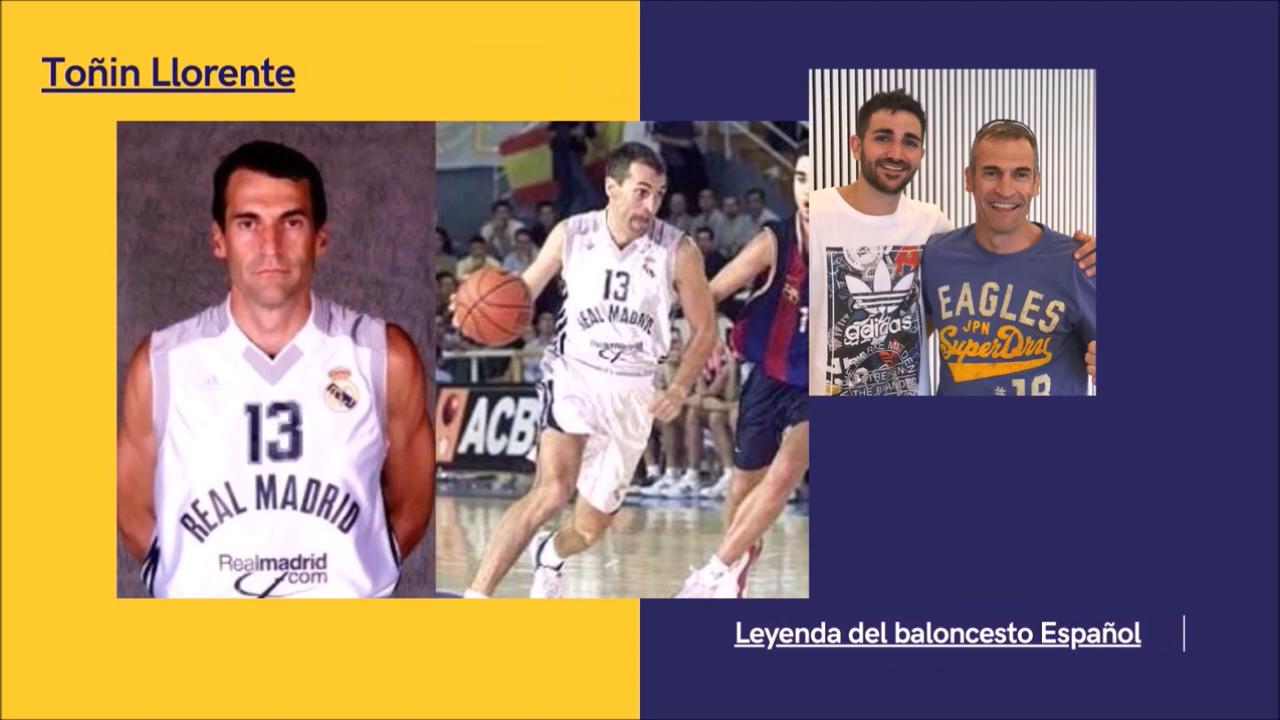 Toñin Llorente
13
REAL MADRID
Realmadrid
.com
13
REAL MADRID
ACB
adidas
EAGLES
JPN
SuperDry
#18
Leyenda del baloncesto Español